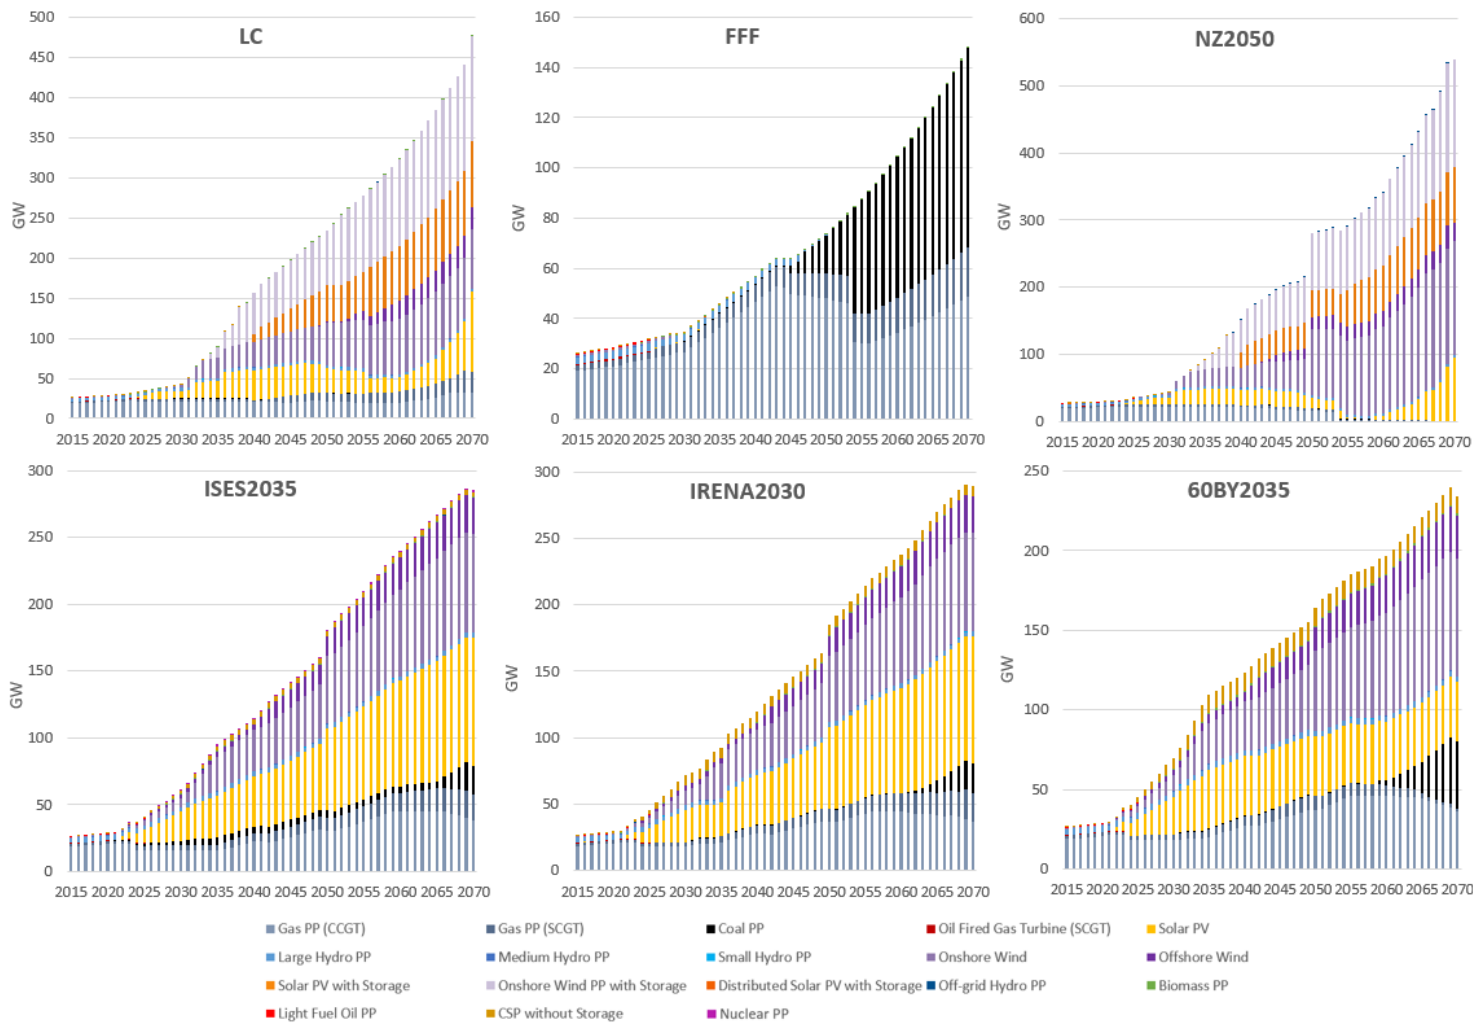 LC
500
450
400
350
300
250
200
150
100
50
0
GW
2015 2020 2025 2030 2035 2040 2045 2050 2055 2060 2065 2070
FFF
160
140
120
100
80
60
40
20
0
GW
2015 2020 2025 2030 2035 2040 2045 2050 2055 2060 2065 2070
NZ2050
600
500
400
300
200
100
0
GW
2015 2020 2025 2030 2035 2040 2045 2050 2055 2060 2065 2070
ISES2035
300
250
200
150
100
50
0
GW
2015 2020 2025 2030 2035 2040 2045 2050 2055 2060 2065 2070
IRENA2030
300
250
200
150
100
50
0
GW
2015 2020 2025 2030 2035 2040 2045 2050 2055 2060 2065 2070
60BY2035
250
200
150
100
50
0
GW
2015 2020 2025 2030 2035 2040 2045 2050 2055 2060 2065 2070
Gas PP (CCGT) Gas PP (SCGT) Coal PP Oil Fired Gas Turbine (SCGT) Solar PV
Large Hydro PP Medium Hydro PP Small Hydro PP Onshore Wind Offshore Wind
Solar PV with Storage Onshore Wind PP with Storage Distributed Solar PV with Storage Off-grid Hydro PP Biomass PP
Light Fuel Oil PP CSP without Storage Nuclear PP